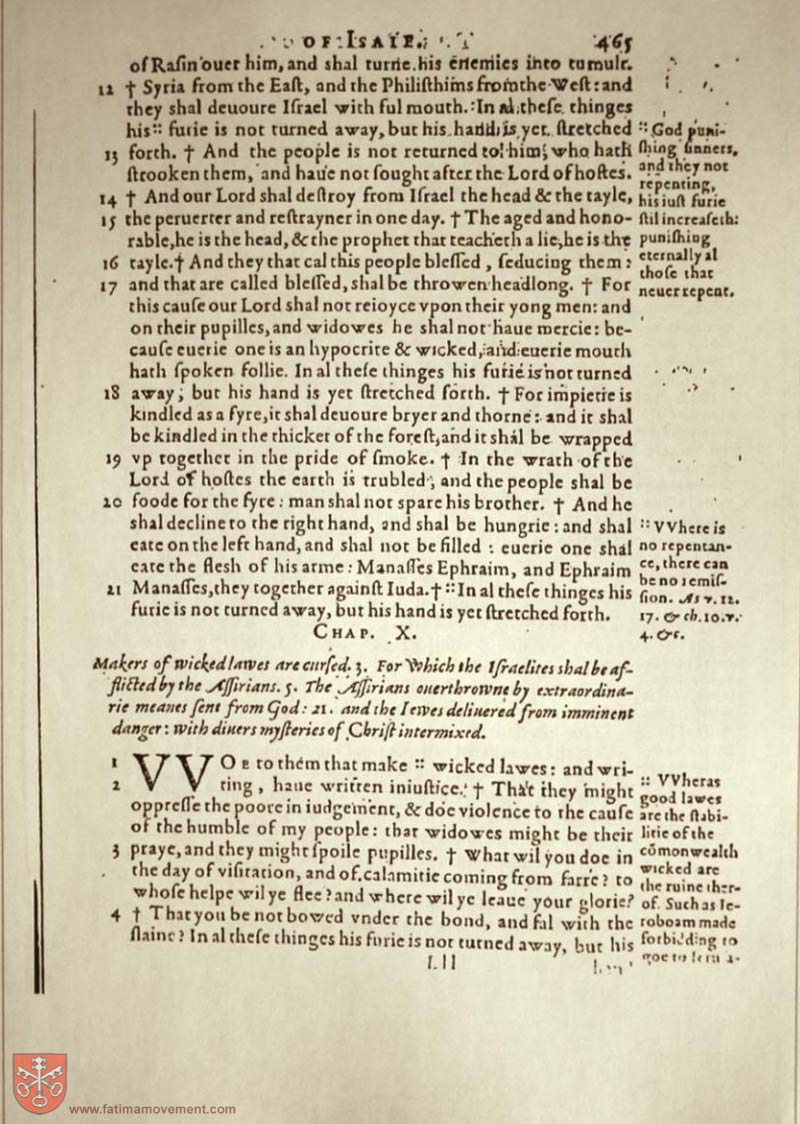 OF ISAIE. 465
of Rasin ouer him, and shal turne his enemies into tumult.
12 † Syria from the East, and the Philisthims from the West: and
they shal deuoure Israel with ful mouth. In al these thinges
his :: furie is not turned away, but his hand is yet stretched
13 forth. † And the people is not returned to him, who hath
strooken them, and haue not sought after the Lord of hostes.
14 † And our Lord shal destroy from Israel the head & the tayle,
15 the peruerter and restrayner in one day. † The aged and hono-
rable, he is the head, & the prophet that teacheth a lie, he is the
16 tayle. † And they that cal this people blessed, seducing them:
17 and that are called blessed, shal be throwen headlong. † For
this cause our Lord shal not reioyce vpon their yong men: and
on their pupilles, and widowes he shal not haue mercie: be-
cause euerie one is an hypocrite & wicked, and euerie mouth
hath spoken follie. In al these thinges his furie is not turned
18 away, but his hand is yet stretched forth. † For impietie is
kindled as a fyre, it shal deuoure bryer and thorne: and it shal
be kindled in the thicket of the forest, and it shal be wrapped
19 vp together in the pride of smoke. † In the wrath of the
Lord of hostes the earth is trubled, and the people shal be
20 foode for the fyre: man shal not spare his brother. † And he
shal decline to the right hand, and shal be hungrie: and shal
eate on the left hand, and shal not be filled: euerie one shal
eate the flesh of his arme: Manasses Ephraim, and Ephraim
21 Manasses, they together against Iuda. † :: In al these thinges his
furie is not turned away, but his hand is yet stretched forth.
:: God puni-
shing sinners,
and they not
repenting,
his iust furie
stil increaseth:
punishing
eternally al
those that
neuer repent.
:: VVhere is
no repentan-
ce, there can
be no remis-
sion. As v. 12.
17. & ch. 10. v.
4. &c.
CHAP. X.
Makers of wicked lawes are cursed. 3. For which the Israelites shal be af-
flicted by the Assirians. 5. The Assirians ouerthrowne by extraordina-
rie meanes sent from God: 21. and the Iewes deliuered from imminent
danger: with diuers mysteries of Christ intermixed.
1 VVOE to them that make :: wicked lawes: and wri-
2 ting, haue written iniustice: † That they might
oppresse the poore in iudgement, & doe violence to the cause
of the humble of my people: that widowes might be their
3 praye, and they might spoile pupilles. † What wil you doe in
the day of visitation, and of calamitie coming from farre? to
whose helpe wil ye flee? and where wil ye leaue your glorie?
4 † That you be not bowed vnder the bond, and fal with the
slaine? In al these thinges his furie is not turned away, but his
:: VVheras
good lawes
are the stabi-
litie of the
cōmonwealth
wicked are
the ruine ther-
of. Such as Ie-
roboam made
forbidding to
goe to
Lll
www.fatimamovement.com